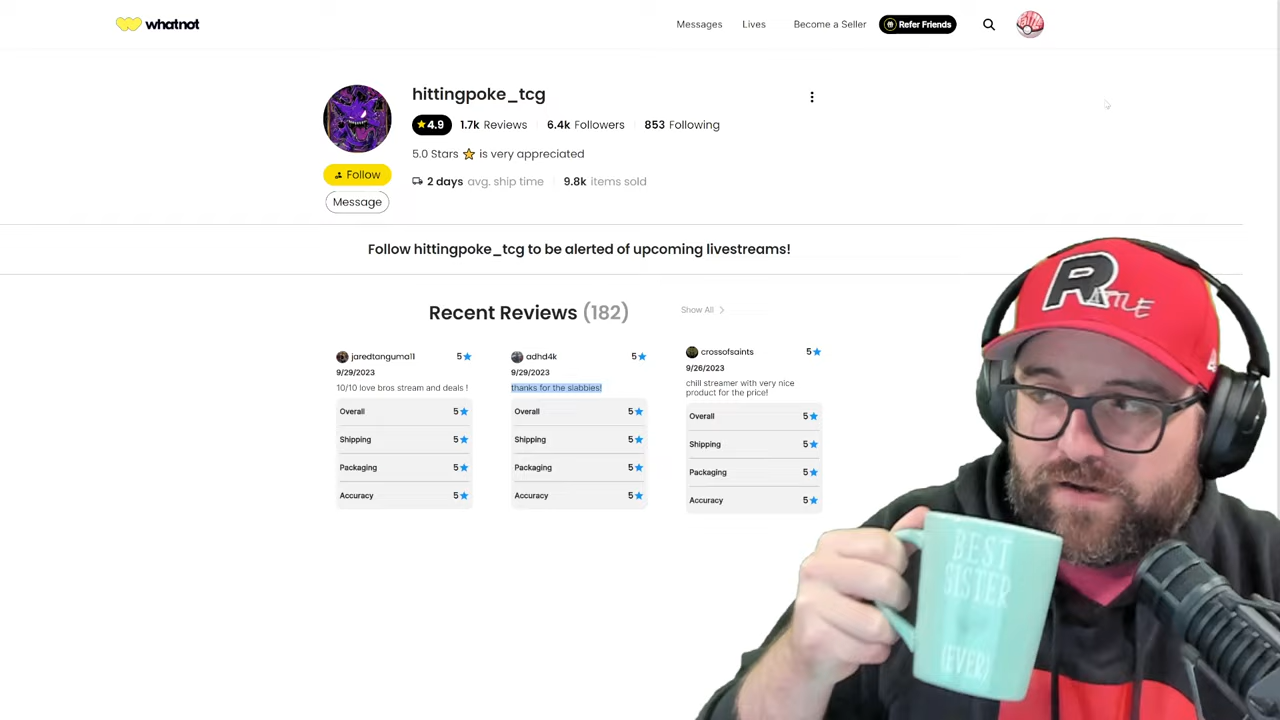 whatnot
Messages Lives Become a Seller Refer Friends
hittingpoke_tcg
4.9 1.7k Reviews 6.4k Followers 853 Following
5.0 Stars ⭐ is very appreciated
Follow
2 days avg. ship time 9.8k items sold
Message
Follow hittingpoke_tcg to be alerted of upcoming livestreams!
Recent Reviews (182) Show All
jaredtanguma11 5★
9/29/2023
10/10 love bros stream and deals !
Overall 5★
Shipping 5★
Packaging 5★
Accuracy 5★
adhd4k 5★
9/29/2023
thanks for the slabbies!
Overall 5★
Shipping 5★
Packaging 5★
Accuracy 5★
crossofsaints 5★
9/26/2023
chill streamer with very nice
product for the price!
Overall 5★
Shipping 5★
Packaging 5★
Accuracy 5★
BEST
SISTER
(EVER)